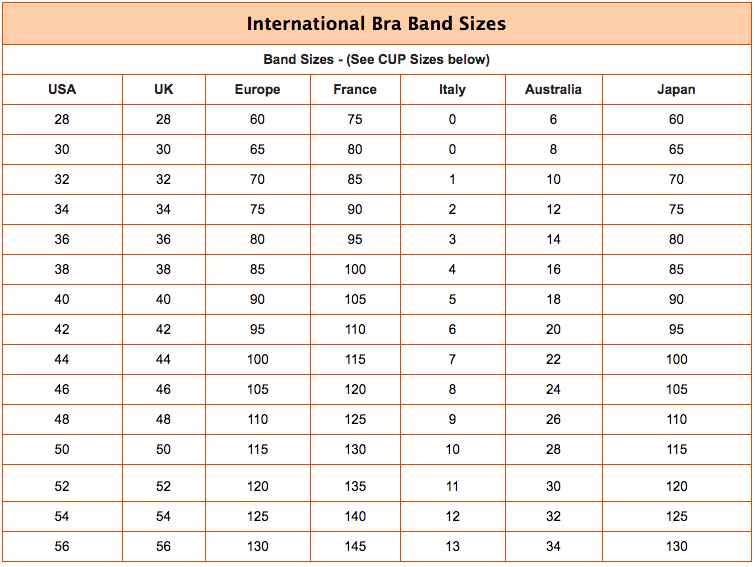 International Bra Band Sizes
Band Sizes - (See CUP Sizes below)
USA UK Europe France Italy Australia Japan
28 28 60 75 0 6 60
30 30 65 80 0 8 65
32 32 70 85 1 10 70
34 34 75 90 2 12 75
36 36 80 95 3 14 80
38 38 85 100 4 16 85
40 40 90 105 5 18 90
42 42 95 110 6 20 95
44 44 100 115 7 22 100
46 46 105 120 8 24 105
48 48 110 125 9 26 110
50 50 115 130 10 28 115
52 52 120 135 11 30 120
54 54 125 140 12 32 125
56 56 130 145 13 34 130